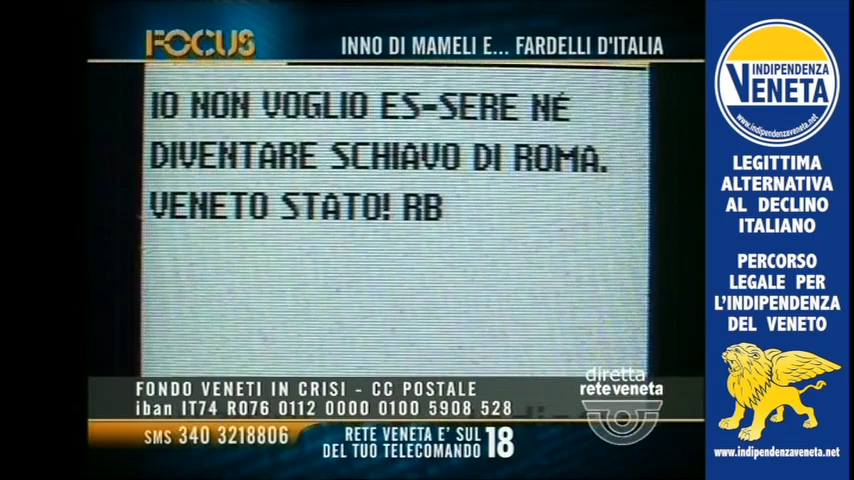 FOCUS
INNO DI MAMELI E... FARDELLI D'ITALIA
IO NON VOGLIO ES-SERE NÉ
DIVENTARE SCHIAVO DI ROMA.
VENETO STATO! RB
FONDO VENETI IN CRISI - CC POSTALE
iban IT74 R076 0112 0000 0100 5908 528
diretta
reteveneta
SMS 340 3218806
RETE VENETA E' SUL
DEL TUO TELECOMANDO 18
INDIPENDENZA
VENETA
www.indipendenzaveneta.net
LEGITTIMA
ALTERNATIVA
AL DECLINO
ITALIANO
PERCORSO
LEGALE PER
L'INDIPENDENZA
DEL VENETO
www.indipendenzaveneta.net